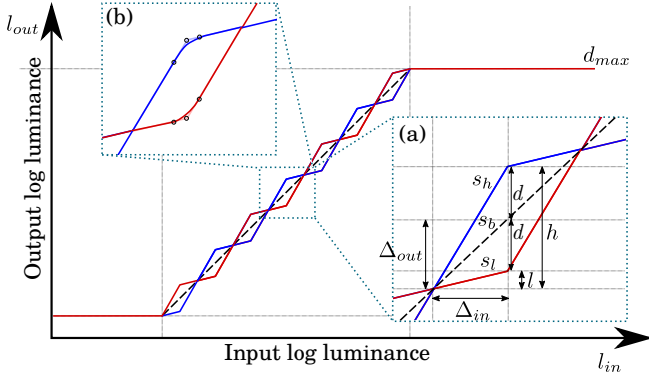 l_out
(b)
d_max
(a)
s_h
d
s_b
d
h
Δ_out
s_l
l
Δ_in
Output log luminance
Input log luminance
l_in